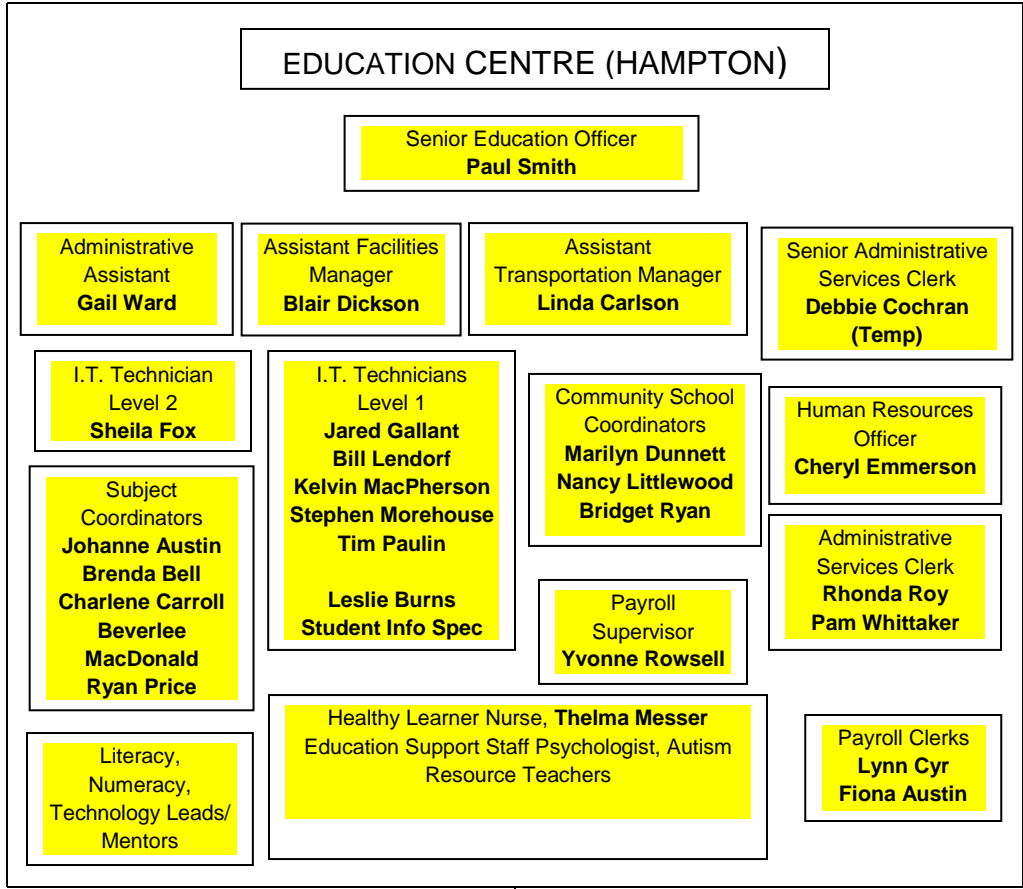 EDUCATION CENTRE (HAMPTON)
Senior Education Officer
Paul Smith
Administrative
Assistant
Gail Ward
Assistant Facilities
Manager
Blair Dickson
Assistant
Transportation Manager
Linda Carlson
Senior Administrative
Services Clerk
Debbie Cochran
(Temp)
I.T. Technician
Level 2
Sheila Fox
I.T. Technicians
Level 1
Jared Gallant
Bill Lendorf
Kelvin MacPherson
Stephen Morehouse
Tim Paulin
Leslie Burns
Student Info Spec
Community School
Coordinators
Marilyn Dunnett
Nancy Littlewood
Bridget Ryan
Human Resources
Officer
Cheryl Emmerson
Subject
Coordinators
Johanne Austin
Brenda Bell
Charlene Carroll
Beverlee
MacDonald
Ryan Price
Administrative
Services Clerk
Rhonda Roy
Pam Whittaker
Payroll
Supervisor
Yvonne Rowsell
Healthy Learner Nurse, Thelma Messer
Education Support Staff Psychologist, Autism
Resource Teachers
Payroll Clerks
Lynn Cyr
Fiona Austin
Literacy,
Numeracy,
Technology Leads/
Mentors